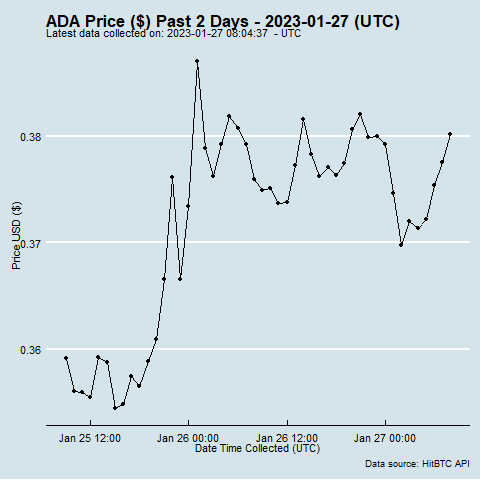 ADA Price ($) Past 2 Days - 2023-01-27 (UTC)
Latest data collected on: 2023-01-27 08:04:37 - UTC
0.38
0.37
0.36
Price USD ($)
Jan 25 12:00 Jan 26 00:00 Jan 26 12:00 Jan 27 00:00
Date Time Collected (UTC)
Data source: HitBTC API